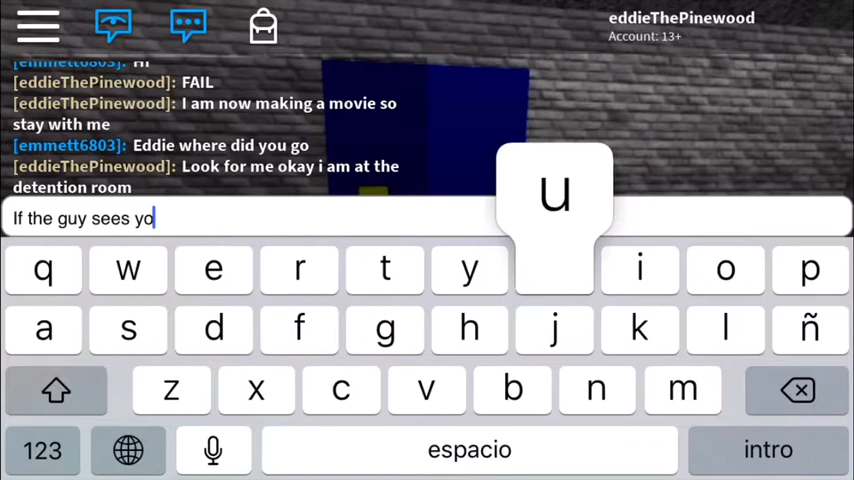 eddieThePinewood
Account: 13+
[emmett6803]: Hi
[eddieThePinewood]: FAIL
[eddieThePinewood]: I am now making a movie so
stay with me
[emmett6803]: Eddie where did you go
[eddieThePinewood]: Look for me okay i am at the
detention room
If the guy sees yo
u
q w e r t y i o p
a s d f g h j k l ñ
z x c v b n m
123 espacio intro